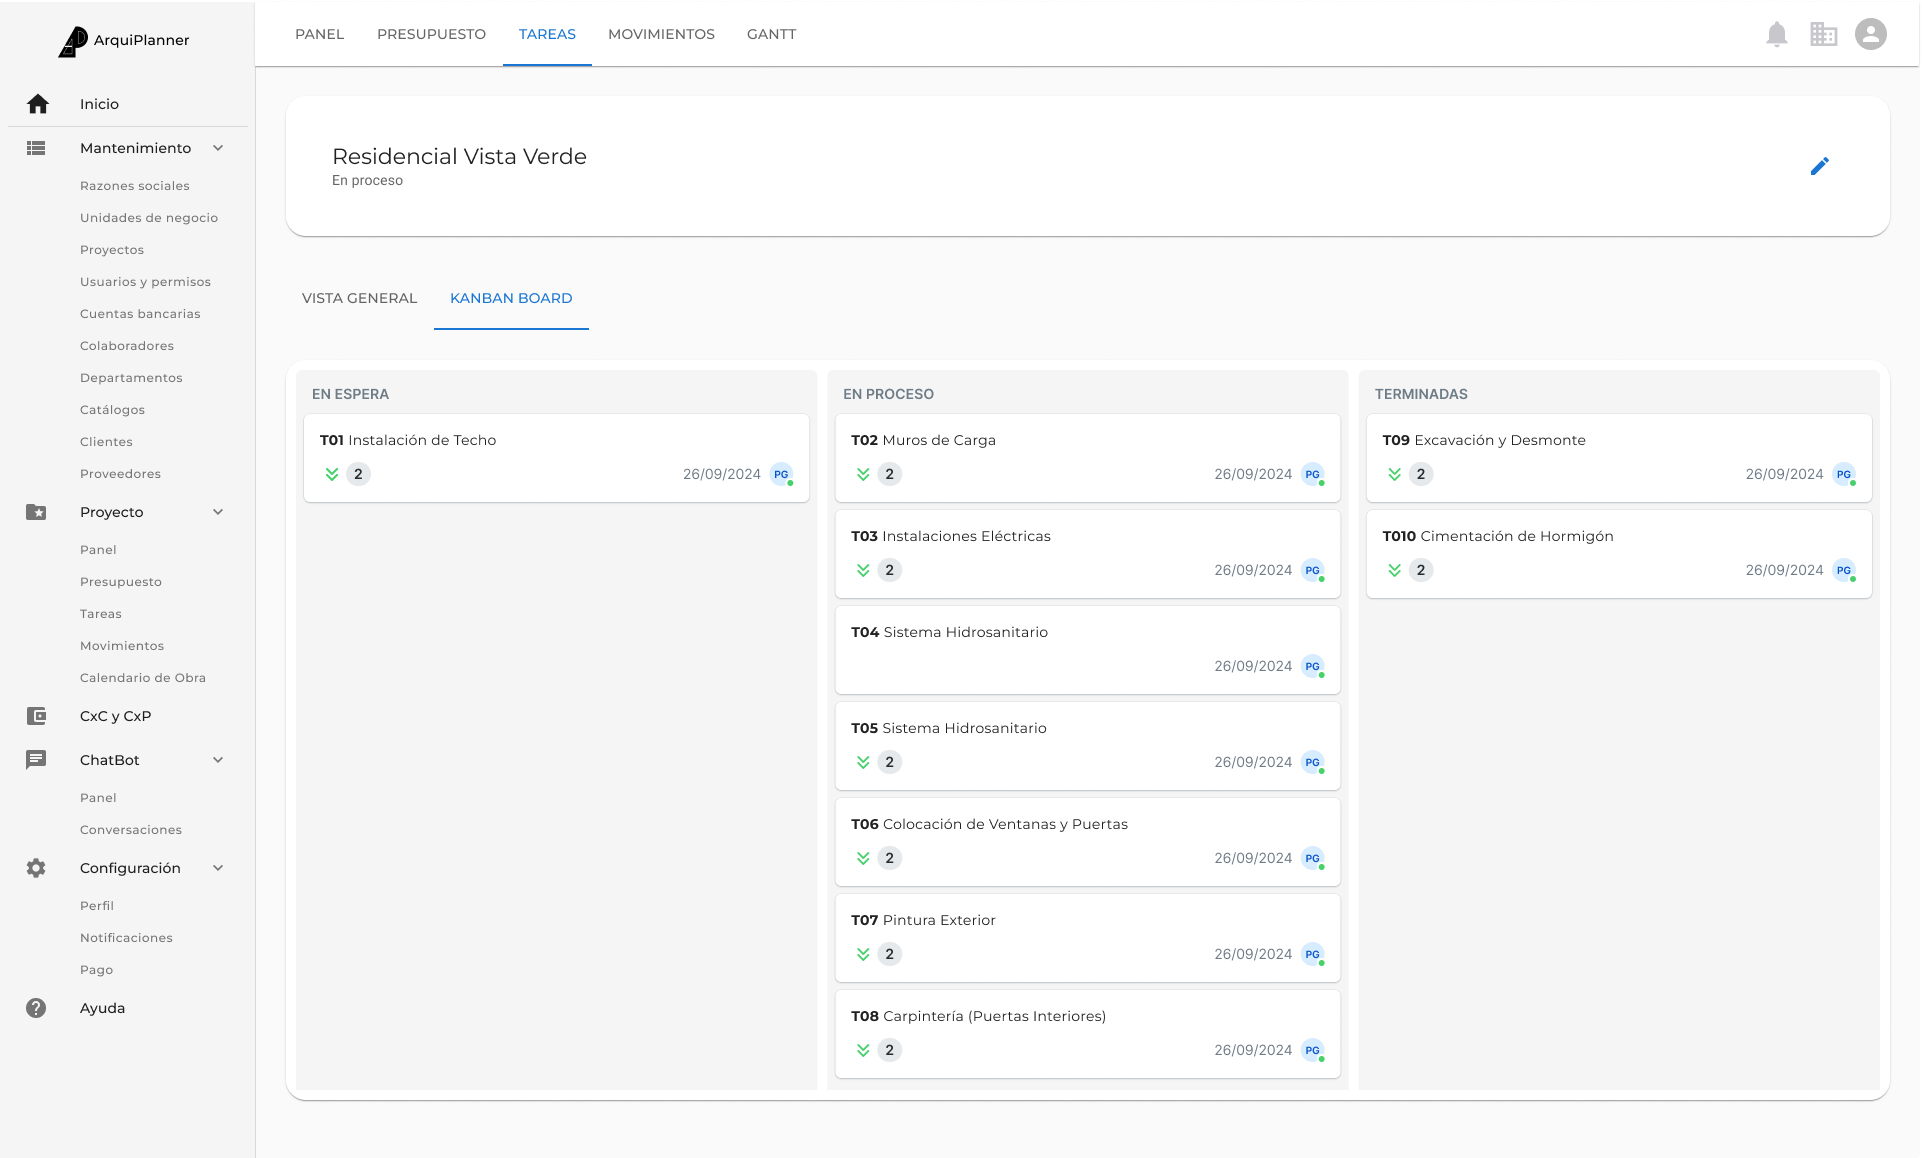 ArquiPlanner
Inicio
Mantenimiento
Razones sociales
Unidades de negocio
Proyectos
Usuarios y permisos
Cuentas bancarias
Colaboradores
Departamentos
Catálogos
Clientes
Proveedores
Proyecto
Panel
Presupuesto
Tareas
Movimientos
Calendario de Obra
CxC y CxP
ChatBot
Panel
Conversaciones
Configuración
Perfil
Notificaciones
Pago
Ayuda
PANEL PRESUPUESTO TAREAS MOVIMIENTOS GANTT
Residencial Vista Verde
En proceso
VISTA GENERAL KANBAN BOARD
EN ESPERA
T01 Instalación de Techo
2 26/09/2024 PG
EN PROCESO
T02 Muros de Carga
2 26/09/2024 PG
T03 Instalaciones Eléctricas
2 26/09/2024 PG
T04 Sistema Hidrosanitario
26/09/2024 PG
T05 Sistema Hidrosanitario
2 26/09/2024 PG
T06 Colocación de Ventanas y Puertas
2 26/09/2024 PG
T07 Pintura Exterior
2 26/09/2024 PG
T08 Carpintería (Puertas Interiores)
2 26/09/2024 PG
TERMINADAS
T09 Excavación y Desmonte
2 26/09/2024 PG
T010 Cimentación de Hormigón
2 26/09/2024 PG